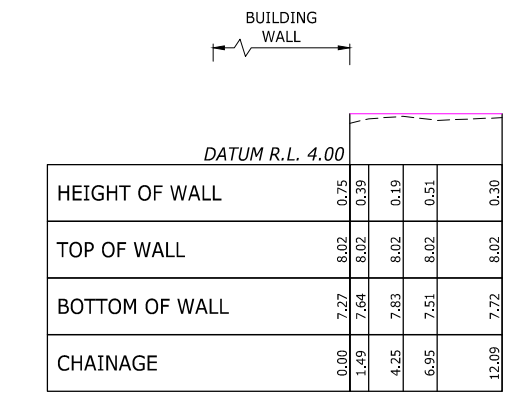 BUILDING
WALL
DATUM R.L. 4.00
HEIGHT OF WALL 0.75 0.39 0.19 0.51 0.30
TOP OF WALL 8.02 8.02 8.02 8.02 8.02
BOTTOM OF WALL 7.27 7.64 7.83 7.51 7.72
CHAINAGE 0.00 1.49 4.25 6.95 12.09